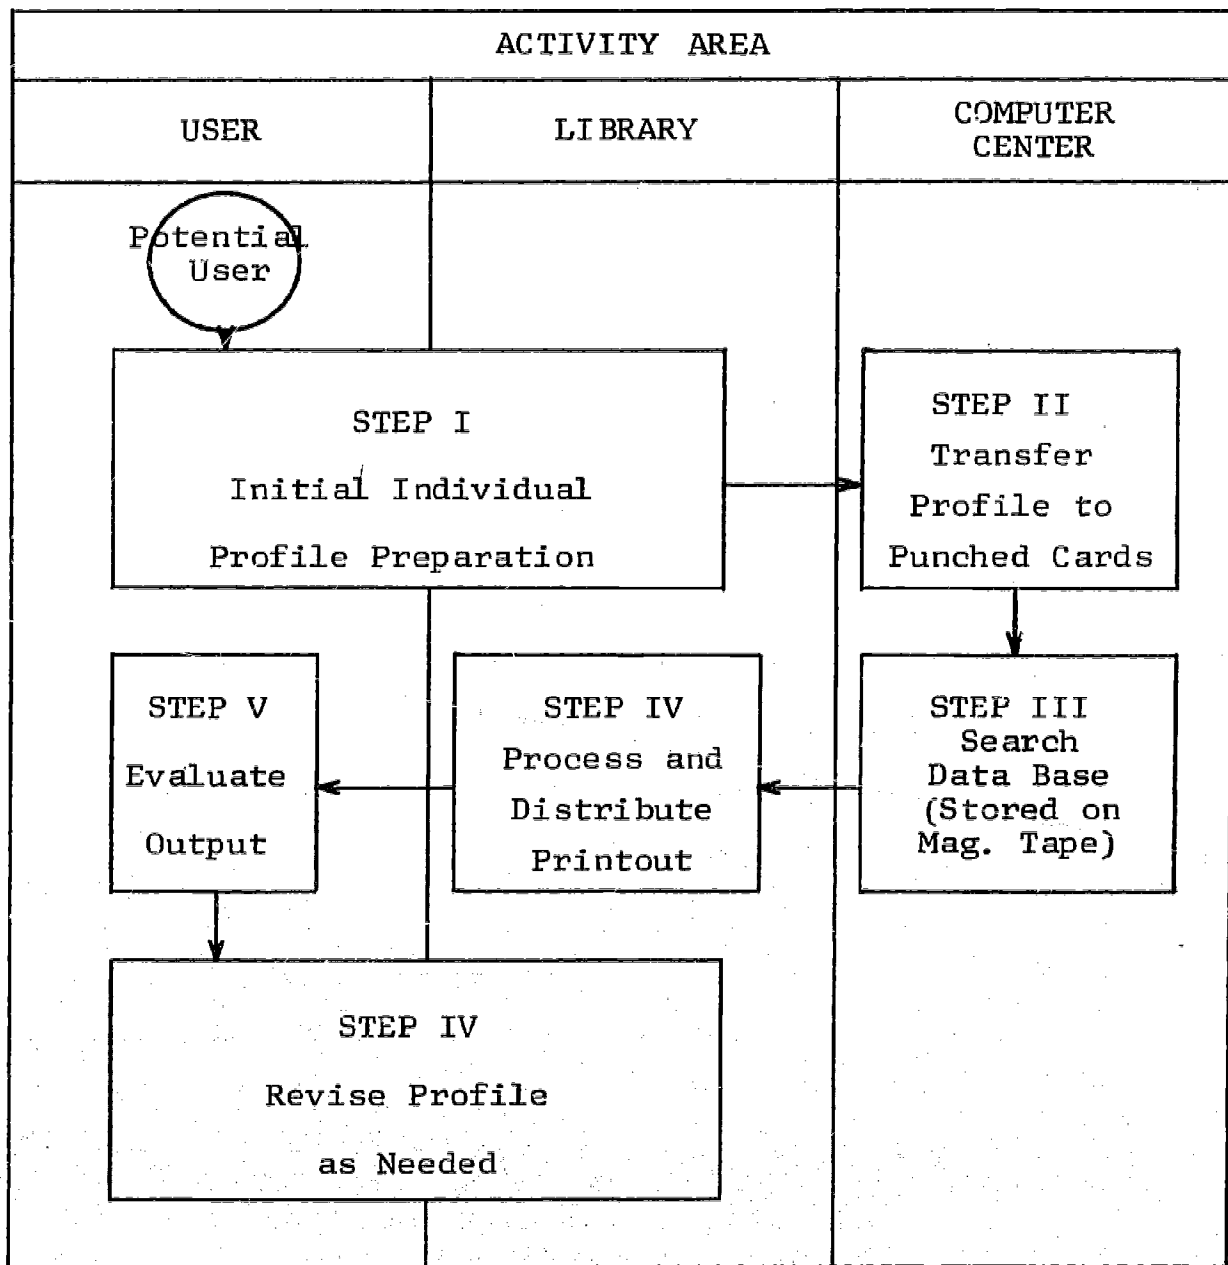 ACTIVITY AREA
USER
LIBRARY
COMPUTER
CENTER
Potential
User
STEP I
Initial Individual
Profile Preparation
STEP II
Transfer
Profile to
Punched Cards
STEP V
Evaluate
Output
STEP IV
Process and
Distribute
Printout
STEP III
Search
Data Base
(Stored on
Mag. Tape)
STEP IV
Revise Profile
as Needed